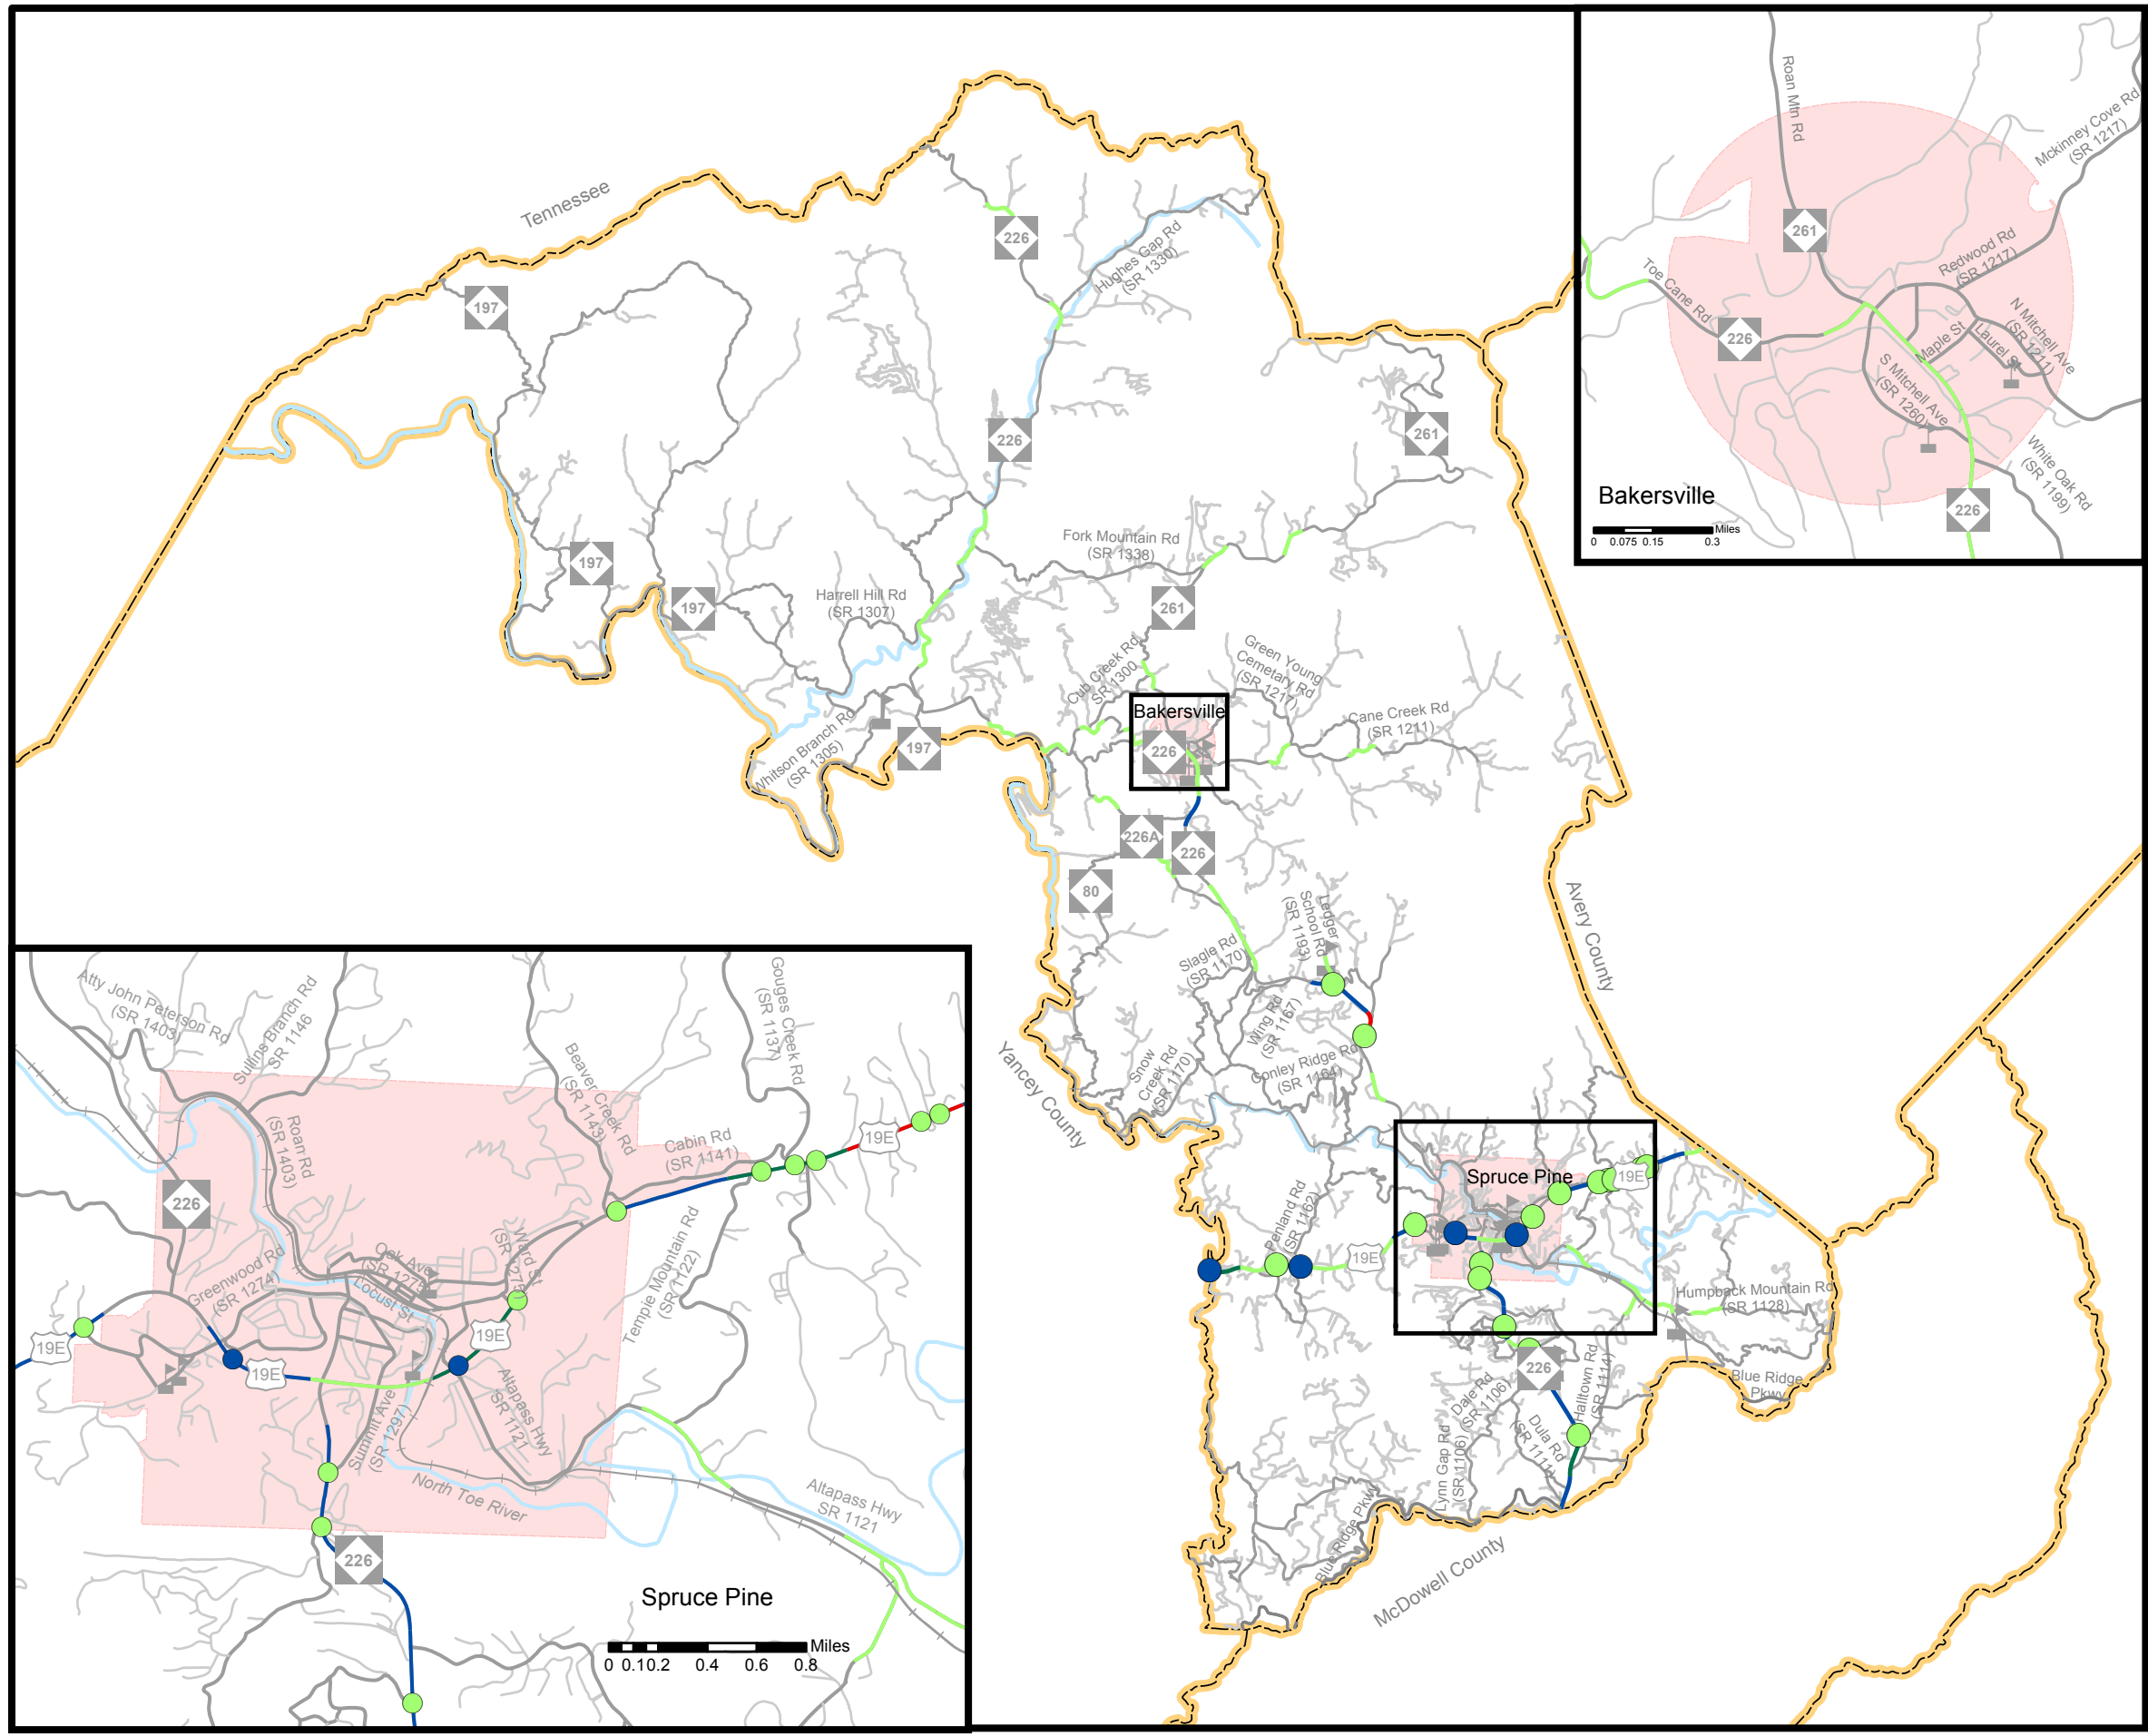 Tennessee
197
226
Hughes Gap Rd
(SR 1330)
226
261
197
197
Harrell Hill Rd
(SR 1307)
Fork Mountain Rd
(SR 1338)
261
Cub Creek Rd
SR 1300
Green Young
Cemetary Rd
(SR 1217)
Bakersville
226
Cane Creek Rd
(SR 1211)
Whitson Branch Rd
(SR 1305)
197
226A
226
80
Avery County
Ledger
School Rd
(SR 1193)
Slagle Rd
(SR 1170)
Wing Rd
(SR 1167)
Snow
Creek Rd
(SR 1170)
Conley Ridge Rd
(SR 1164)
Yancey County
Spruce Pine
19E
Penland Rd
(SR 1162)
19E
Humpback Mountain Rd
(SR 1128)
226
Blue Ridge
Pkwy
Halltown Rd
(SR 1114)
Dale Rd
(SR 1106)
Dula Rd
(SR 1111)
Lynn Gap Rd
(SR 1106)
Blue Ridge Pkwy
McDowell County
Roan Mtn Rd
Mckinney Cove Rd
(SR 1217)
261
Redwood Rd
(SR 1217)
Toe Cane Rd
226
N Mitchell Ave
(SR 1211)
Maple St
Laurel St
S Mitchell Ave
(SR 1260)
White Oak Rd
(SR 1199)
226
Bakersville
Miles
0 0.075 0.15 0.3
Atty John Peterson Rd
(SR 1403)
Sullins Branch Rd
SR 1146
Gouges Creek Rd
(SR 1137)
Beaver Creek Rd
(SR 1143)
Roan Rd
(SR 1403)
Cabin Rd
(SR 1141)
19E
226
Greenwood Rd
(SR 1274)
Oak Ave
(SR 1275)
Locust St
Ward St
Temple Mountain Rd
(SR 1122)
19E
19E
19E
Summit Ave
(SR 1297)
Altapass Hwy
SR 1121
North Toe River
Altapass Hwy
SR 1121
226
Spruce Pine
Miles
0 0.1 0.2 0.4 0.6 0.8